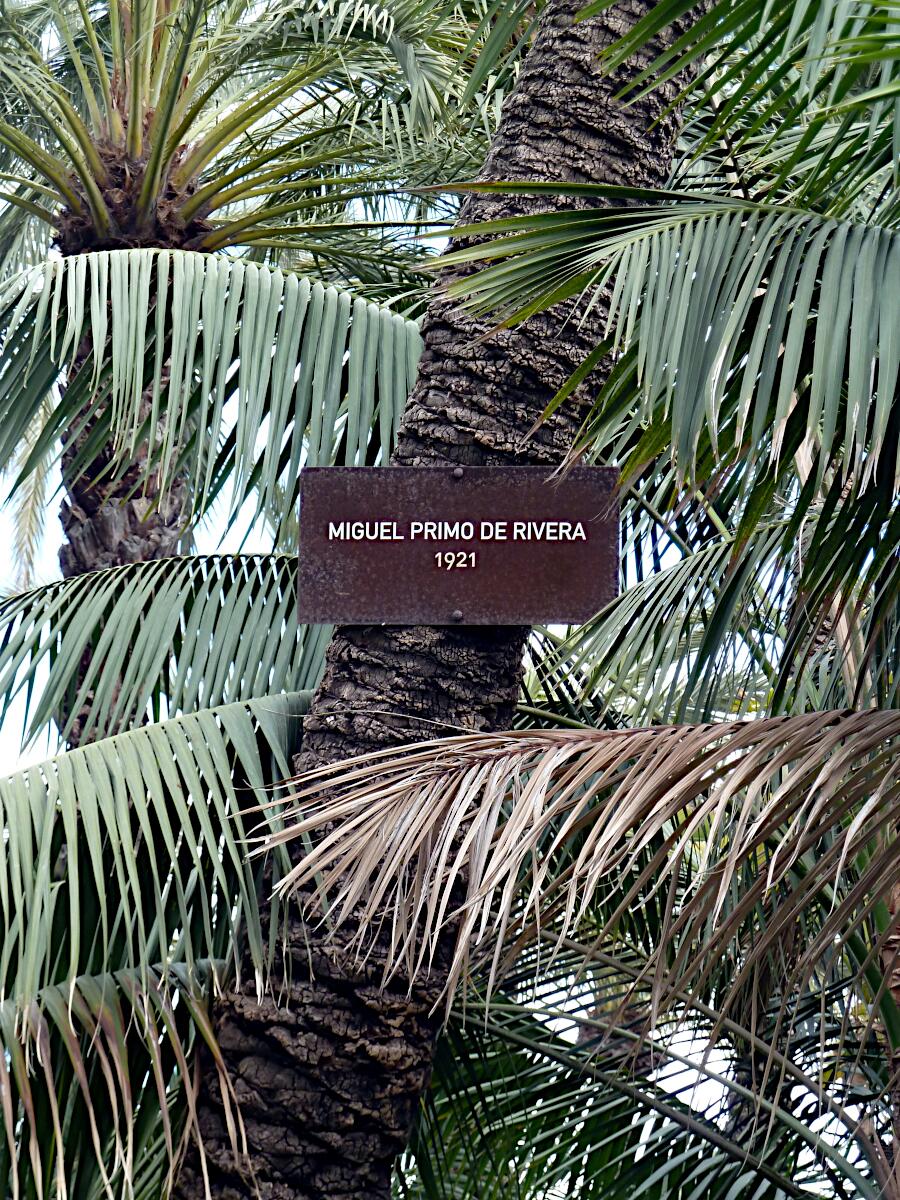 MIGUEL PRIMO DE RIVERA
1921